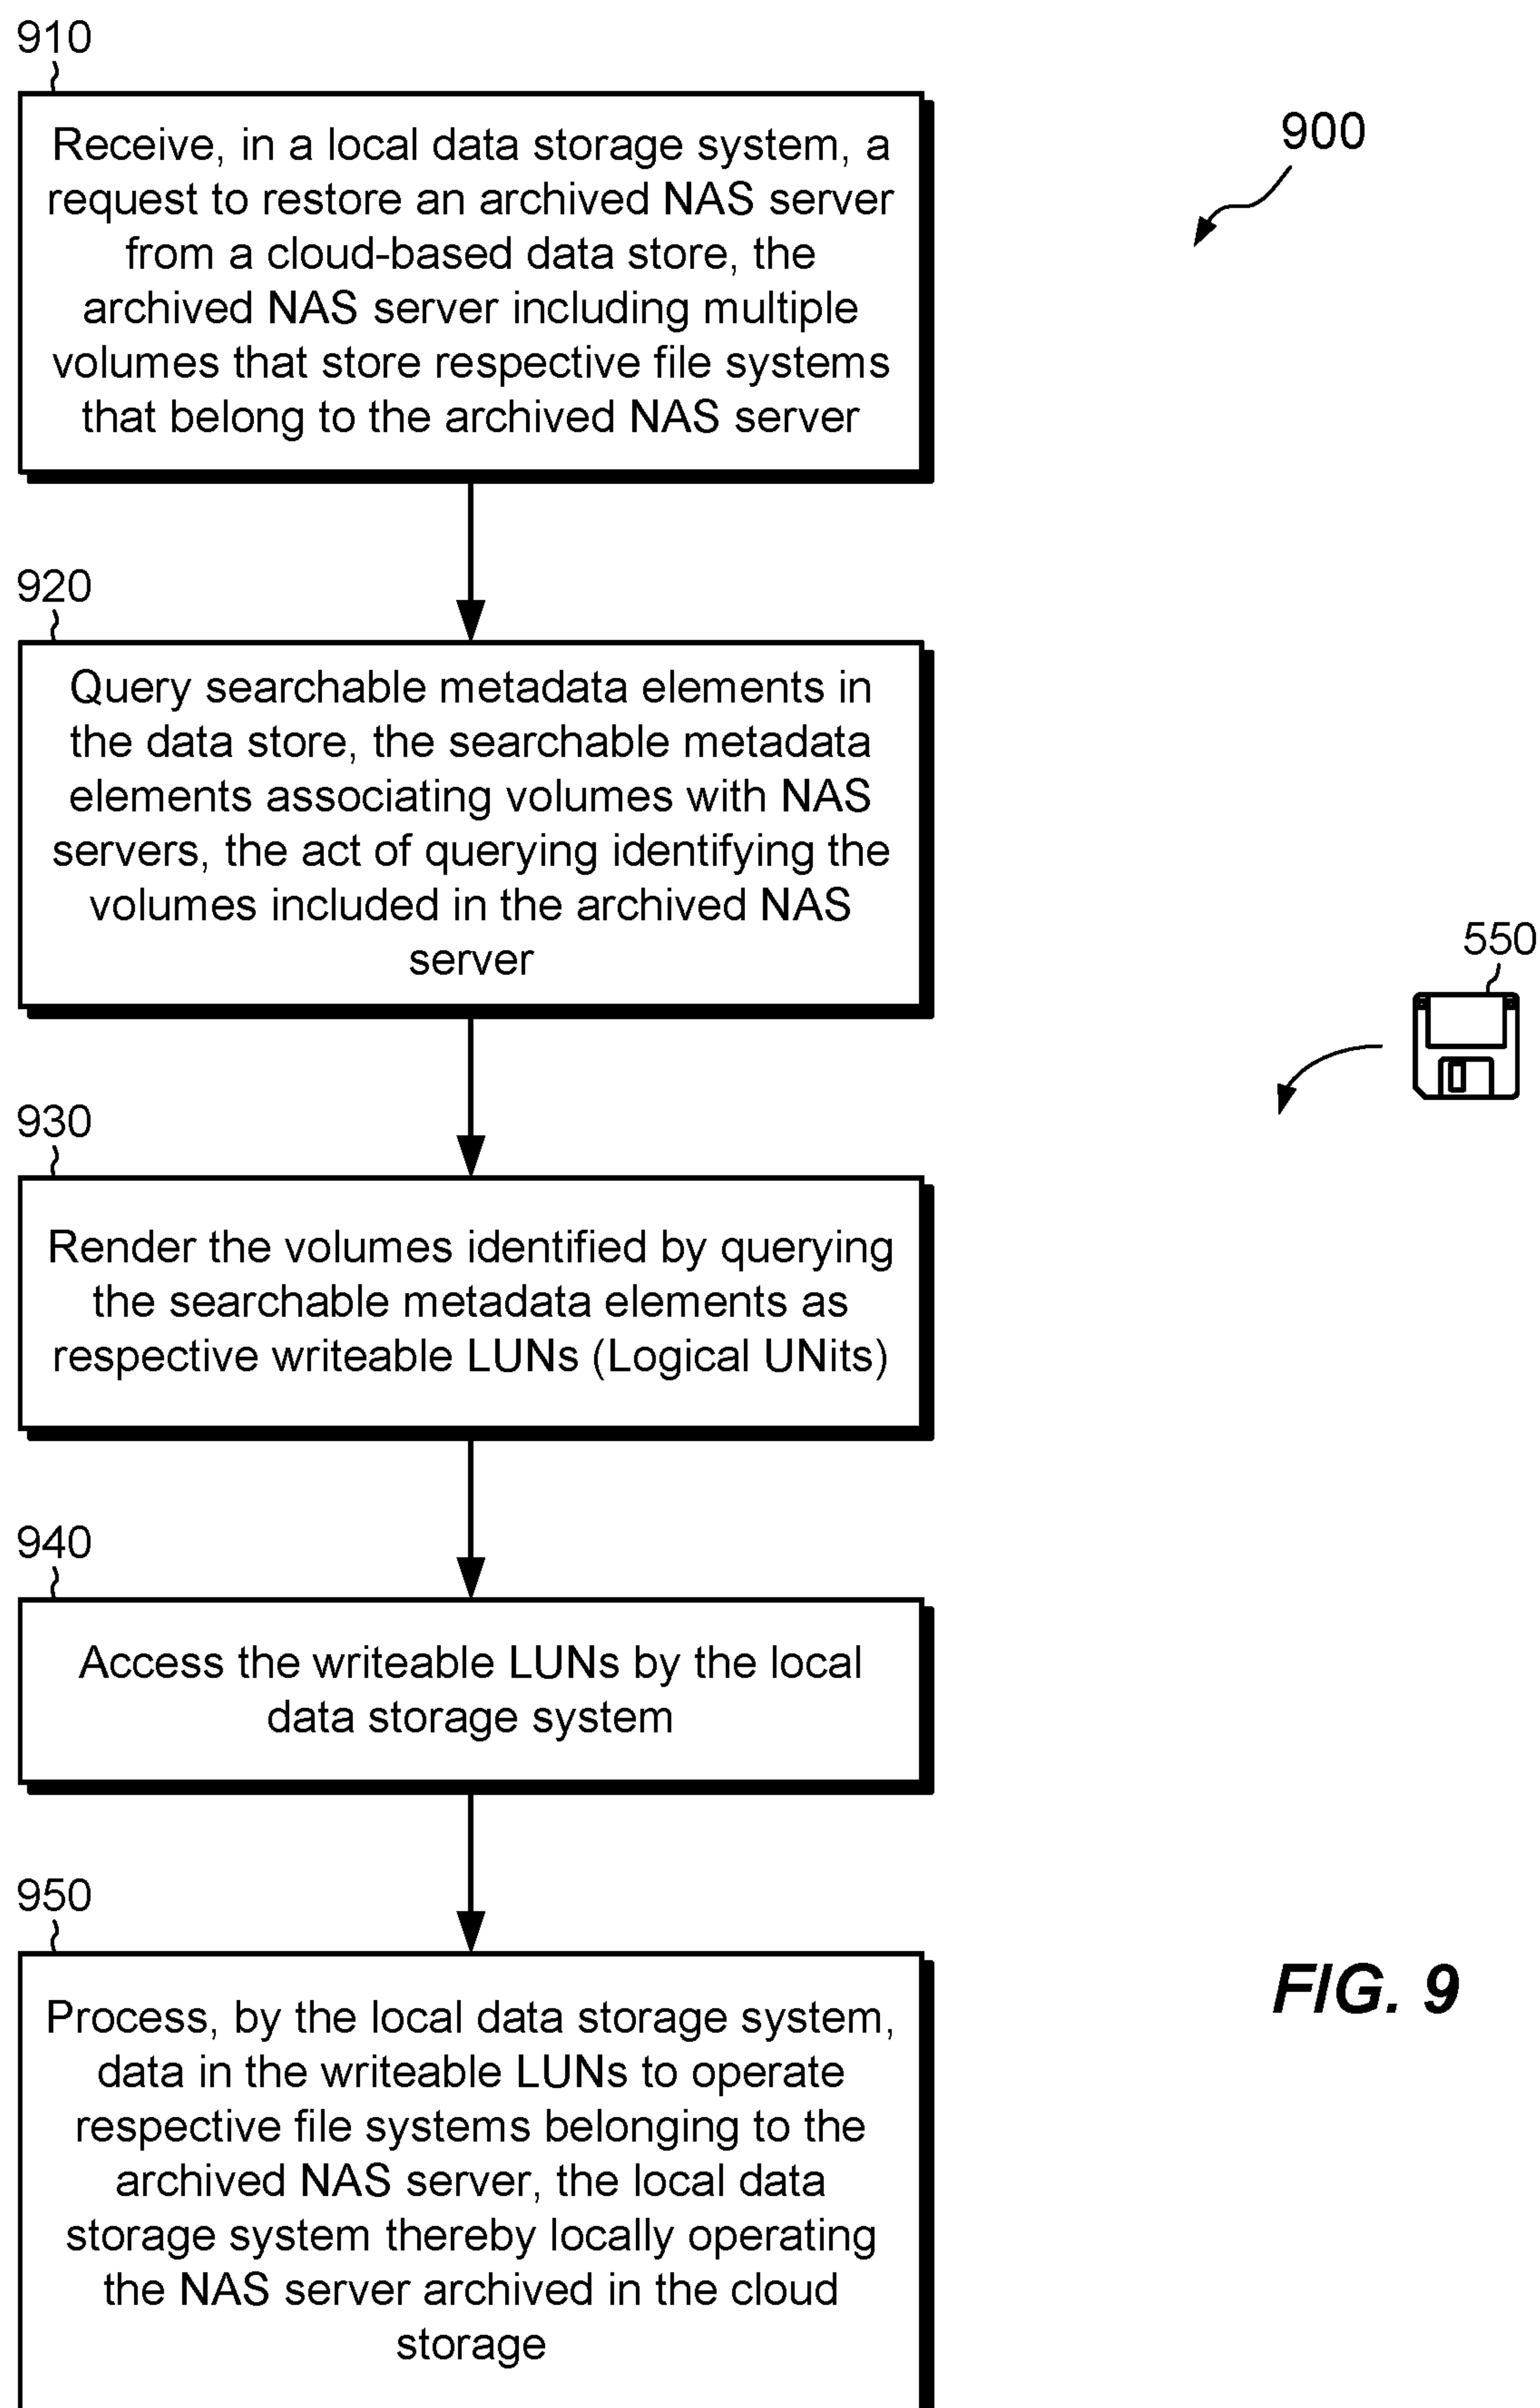 910
900
Receive, in a local data storage system, a
request to restore an archived NAS server
from a cloud-based data store, the
archived NAS server including multiple
volumes that store respective file systems
that belong to the archived NAS server
920
Query searchable metadata elements in
the data store, the searchable metadata
elements associating volumes with NAS
servers, the act of querying identifying the
volumes included in the archived NAS
server
550
930
Render the volumes identified by querying
the searchable metadata elements as
respective writeable LUNs (Logical UNits)
940
Access the writeable LUNs by the local
data storage system
950
Process, by the local data storage system,
data in the writeable LUNs to operate
respective file systems belonging to the
archived NAS server, the local data
storage system thereby locally operating
the NAS server archived in the cloud
storage
FIG. 9